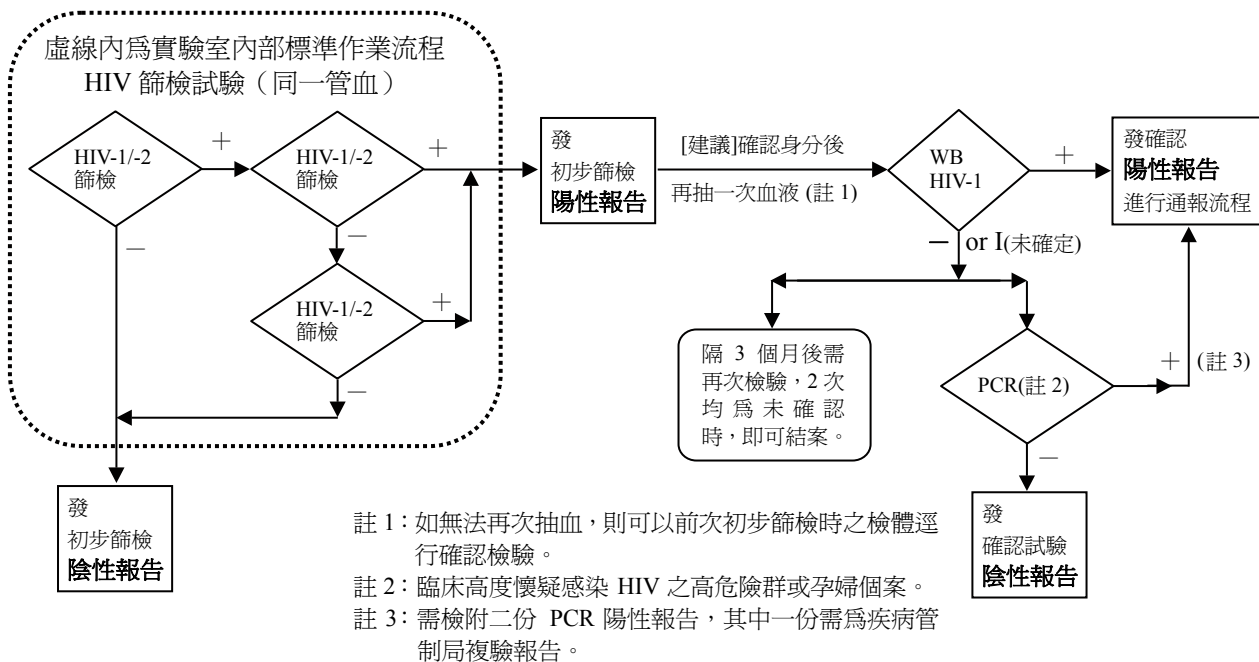 虛線內為實驗室內部標準作業流程
HIV 篩檢試驗（同一管血）
HIV-1/-2
篩檢
＋
HIV-1/-2
篩檢
＋
－
－
HIV-1/-2
篩檢
＋
－
發
初步篩檢
陰性報告
發
初步篩檢
陽性報告
[建議]確認身分後
再抽一次血液 (註 1)
WB
HIV-1
＋
發確認
陽性報告
進行通報流程
－ or I(未確定)
隔 3 個月後需
再次檢驗，2 次
均為未確認
時，即可結案。
PCR(註 2)
＋ (註 3)
－
發
確認試驗
陰性報告
註 1：如無法再次抽血，則可以前次初步篩檢時之檢體逕
行確認檢驗。
註 2：臨床高度懷疑感染 HIV 之高危險群或孕婦個案。
註 3：需檢附二份 PCR 陽性報告，其中一份需為疾病管
制局複驗報告。